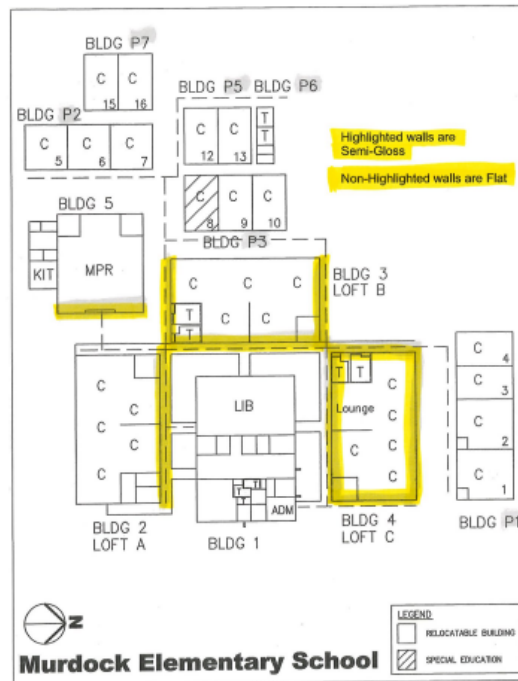 BLDG P7
C C
15 16
BLDG P2
C C C
5 6 7
BLDG P5 BLDG P6
C C
12 13
T
T
Highlighted walls are
Semi-Gloss
Non-Highlighted walls are Flat
C C C
8 9 10
BLDG P3
BLDG 5
KIT MPR
BLDG 3
LOFT B
C C C
T C C
T
C
C
C
C
C
BLDG 2
LOFT A
LIB
T
T T
ADM
BLDG 1
T T
Lounge
C
C
C
C C
C
BLDG 4
LOFT C
C 4
C 3
C 2
C 1
BLDG P1
N
LEGEND
RELOCATABLE BUILDING
SPECIAL EDUCATION
Murdock Elementary School